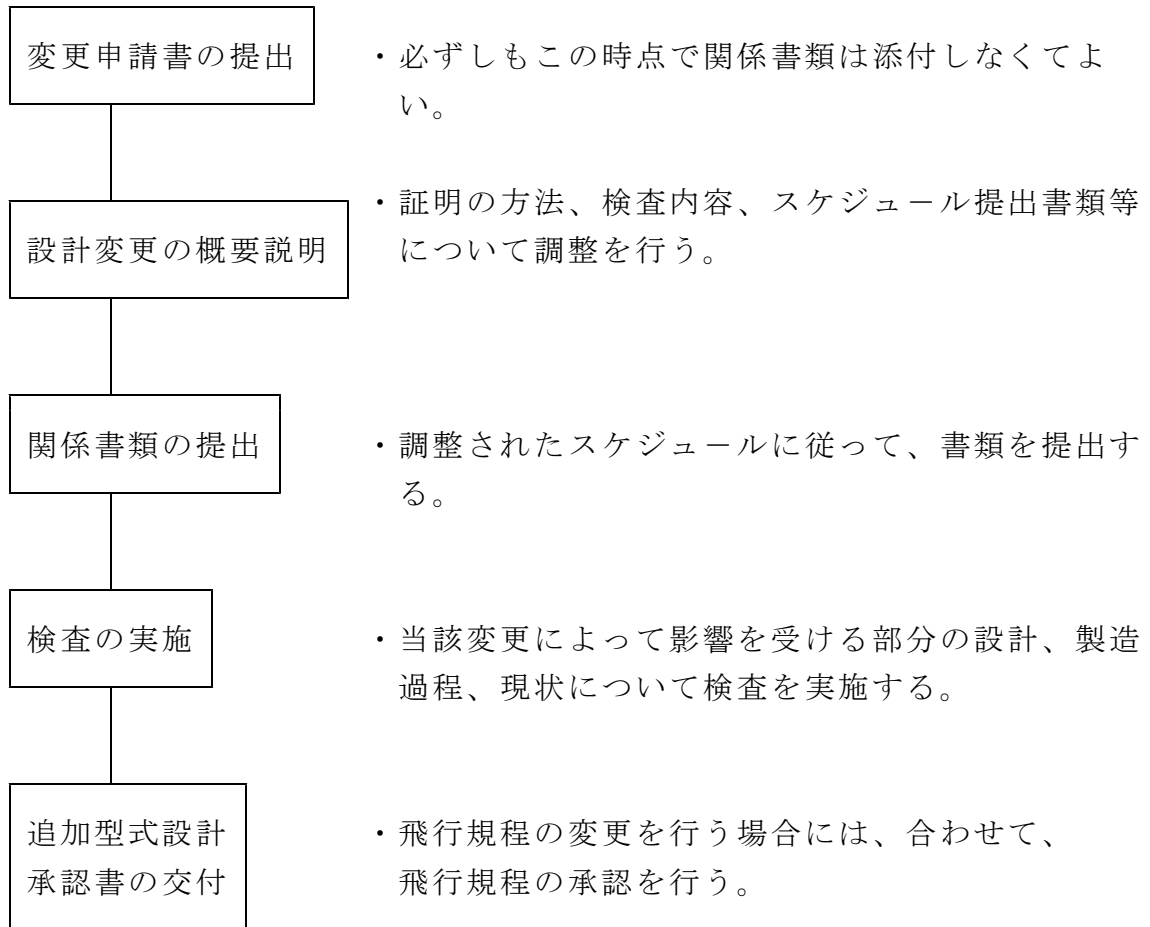 変更申請書の提出
・必ずしもこの時点で関係書類は添付しなくてよ
い。
設計変更の概要説明
・証明の方法、検査内容、スケジュール提出書類等
について調整を行う。
関係書類の提出
・調整されたスケジュールに従って、書類を提出す
る。
検査の実施
・当該変更によって影響を受ける部分の設計、製造
過程、現状について検査を実施する。
追加型式設計
承認書の交付
・飛行規程の変更を行う場合には、合わせて、
飛行規程の承認を行う。